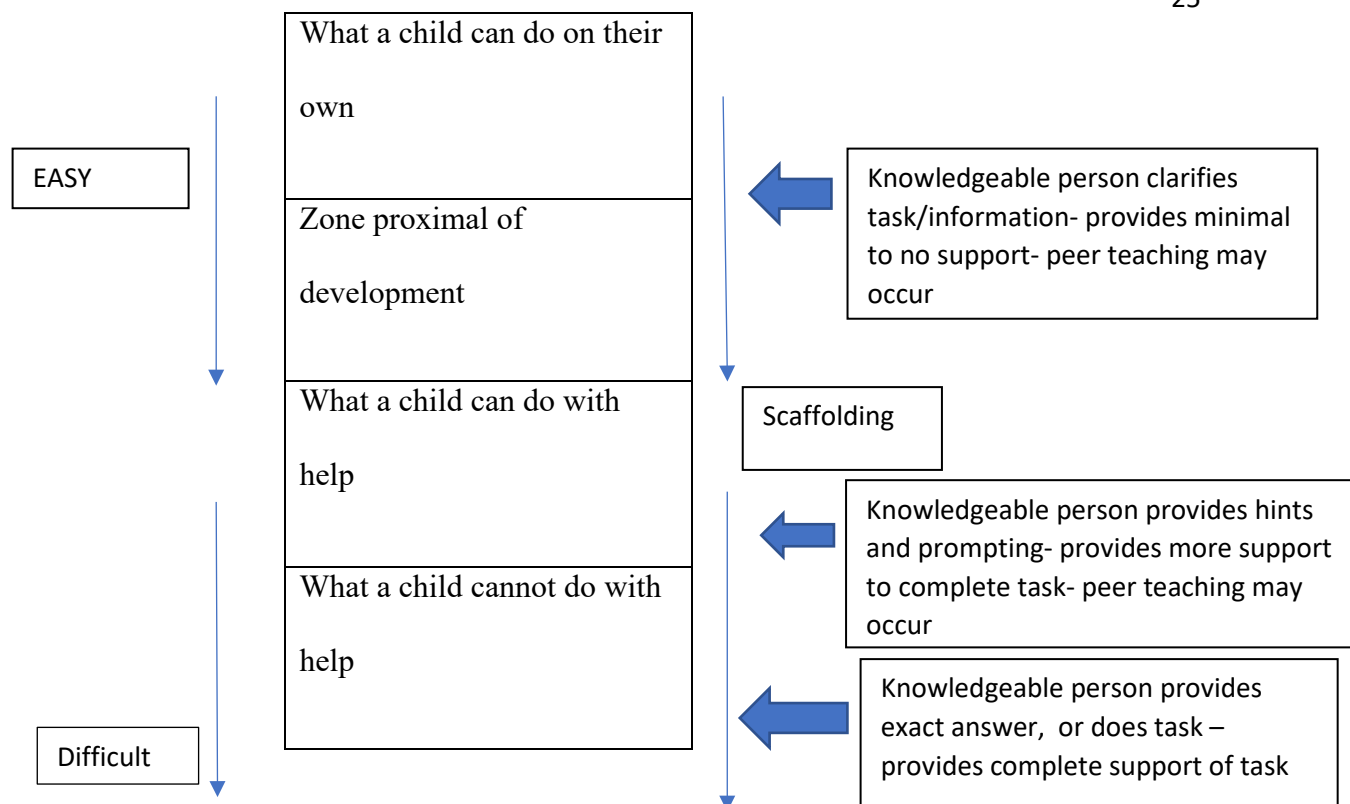 25
What a child can do on their
own
EASY
Knowledgeable person clarifies
task/information- provides minimal
to no support- peer teaching may
occur
Zone proximal of
development
What a child can do with
help
Scaffolding
Knowledgeable person provides hints
and prompting- provides more support
to complete task- peer teaching may
occur
What a child cannot do with
help
Knowledgeable person provides
exact answer, or does task –
provides complete support of task
Difficult